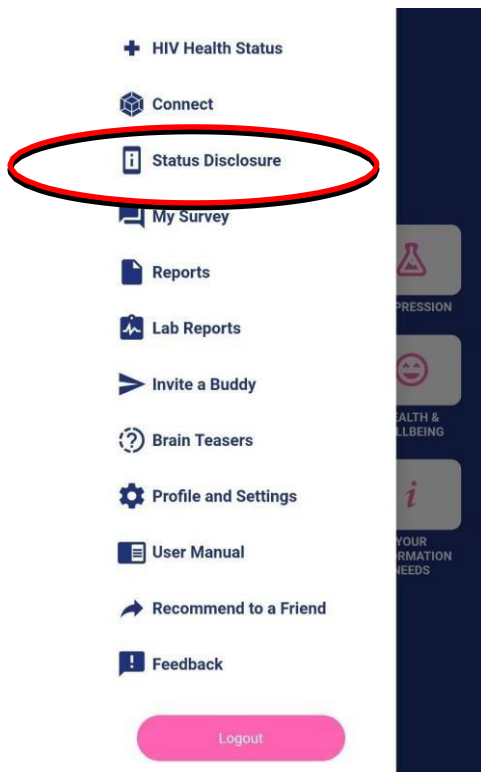 HIV Health Status
Connect
Status Disclosure
My Survey
Reports
Lab Reports
Invite a Buddy
Brain Teasers
Profile and Settings
User Manual
Recommend to a Friend
Feedback
Logout
PRESSION
EALTH &
LLBEING
YOUR
ORMATION
NEEDS